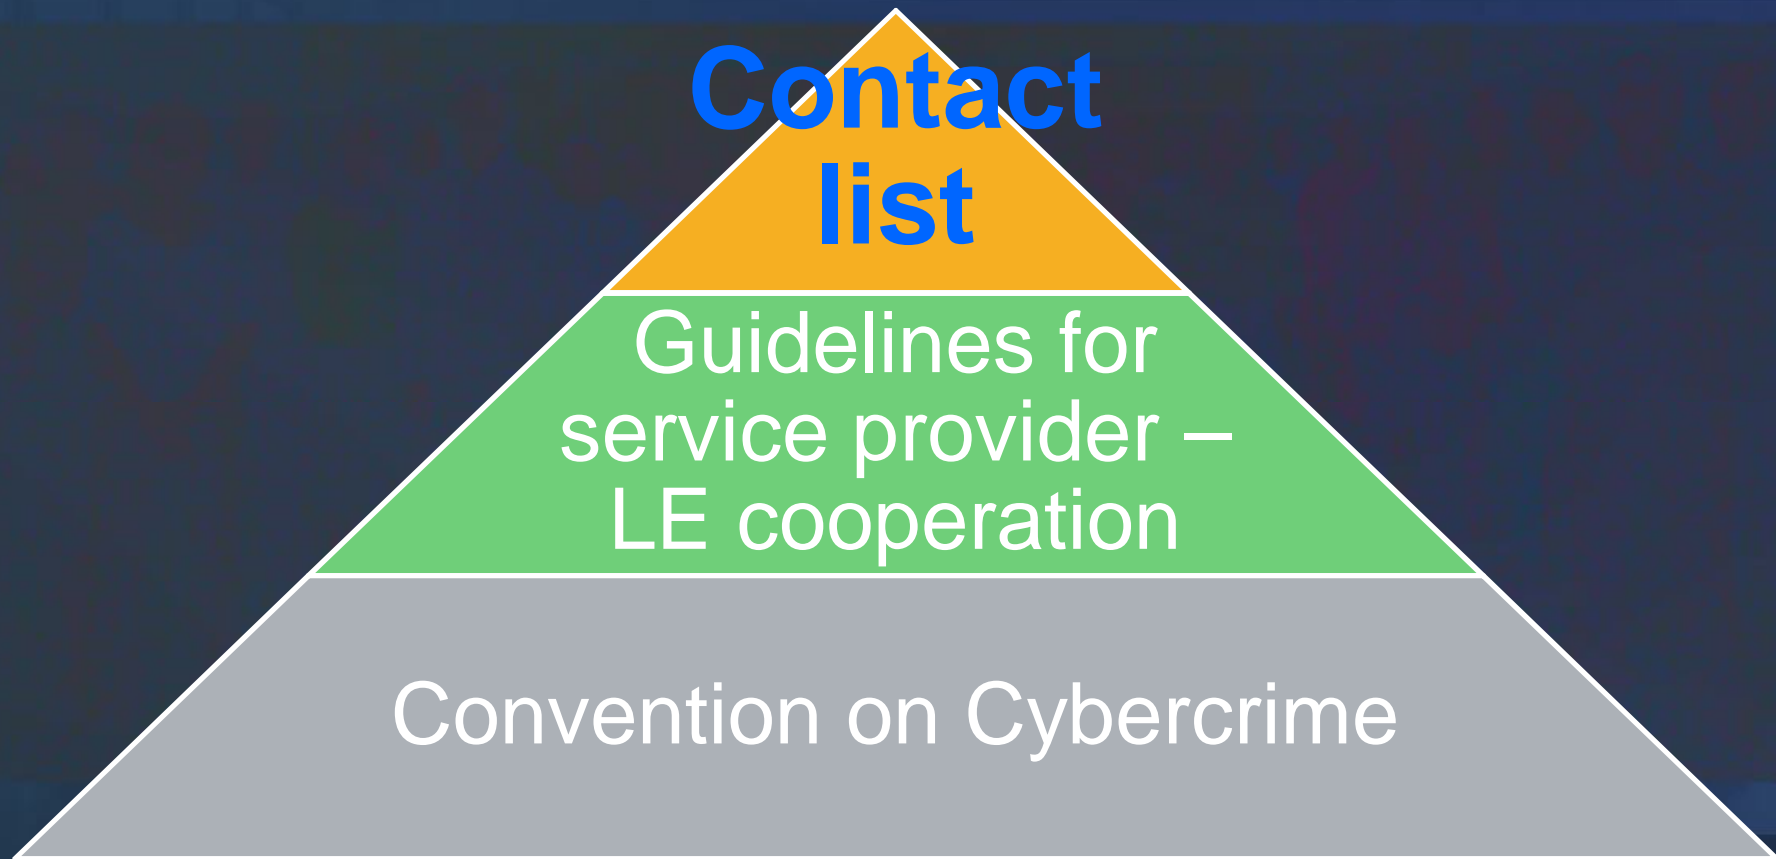 Contact
list
Guidelines for
service provider –
LE cooperation
Convention on Cybercrime